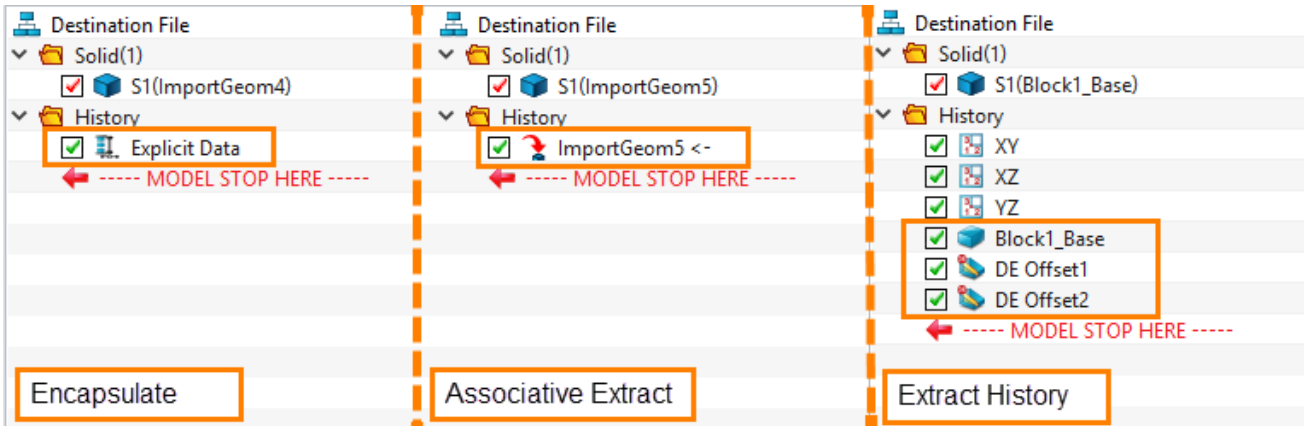 Destination File
Solid(1)
S1(ImportGeom4)
History
Explicit Data
----- MODEL STOP HERE -----
Encapsulate
Destination File
Solid(1)
S1(ImportGeom5)
History
ImportGeom5 <-
----- MODEL STOP HERE -----
Associative Extract
Destination File
Solid(1)
S1(Block1_Base)
History
XY
XZ
YZ
Block1_Base
DE Offset1
DE Offset2
----- MODEL STOP HERE -----
Extract History